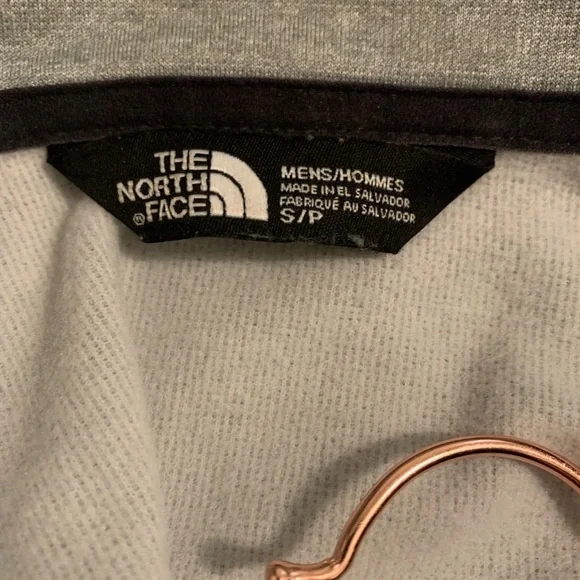 THE
NORTH
FACE®
MENS/HOMMES
MADE IN EL SALVADOR
FABRIQUÉ AU SALVADOR
S/P